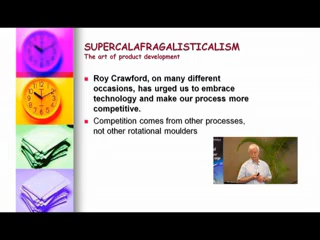 SUPERCALAFRAGALISTICALISM
The art of product development
Roy Crawford, on many different
occasions, has urged us to embrace
technology and make our process more
competitive.
Competition comes from other processes,
not other rotational moulders